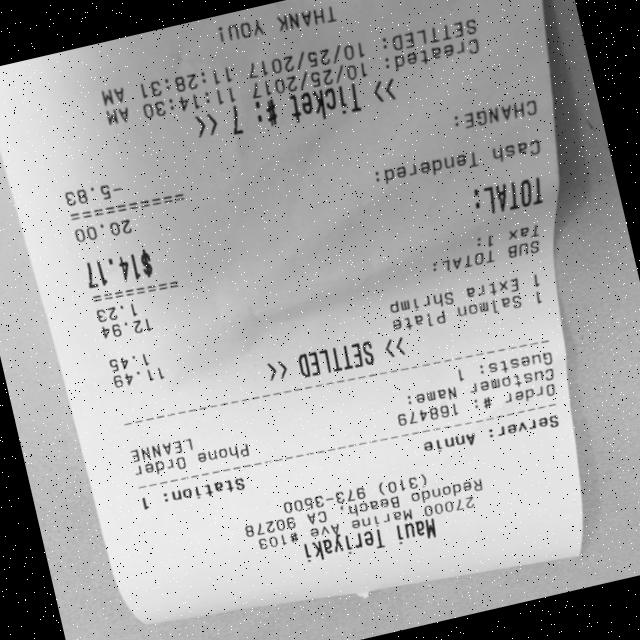 Maui Teriyaki
27000 Marine Ave #103
Redondo Beach, CA 90278
(310) 973-3500
Server: Annie Station: 1
Order #: 168479 Phone Order
Customer Name: LEANNE
Guests: 1
>> SETTLED <<
1 Salmon Plate 11.49
1 Extra Shrimp 1.45
SUB TOTAL: 12.94
Tax 1: 1.23
========
TOTAL: $14.17
Cash Tendered: 20.00
==========
CHANGE: -5.83
>> Ticket #: 7 <<
Created: 10/25/2017 11:14:30 AM
SETTLED: 10/25/2017 11:28:31 AM
THANK YOU!